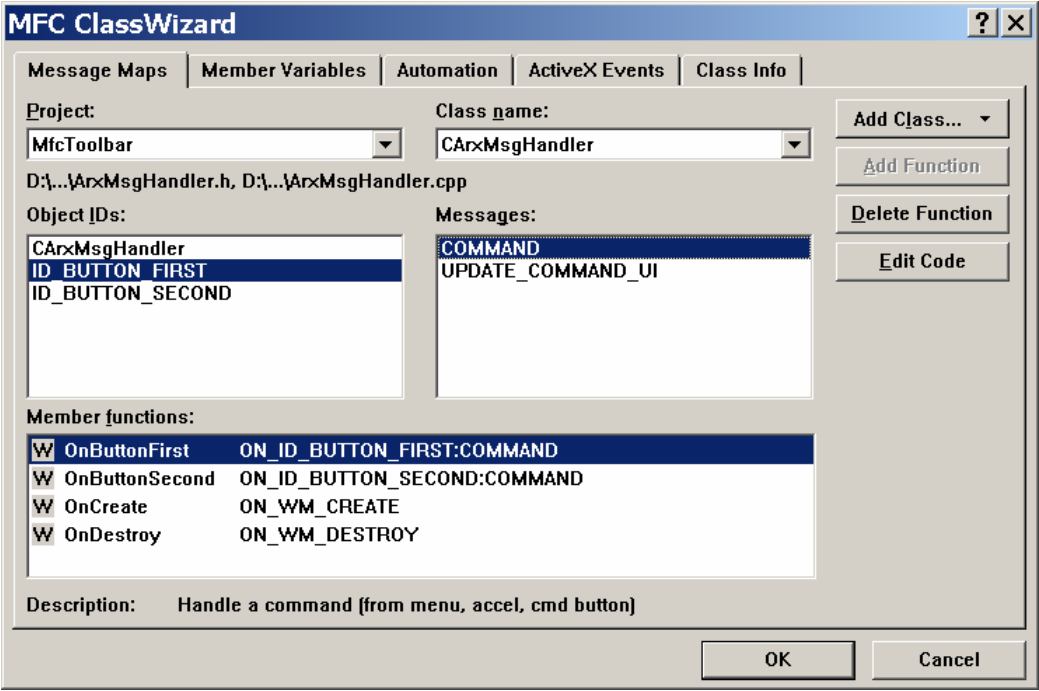 MFC ClassWizard
Message Maps Member Variables Automation ActiveX Events Class Info
Project: Class name:
MfcToolbar CArxMsgHandler Add Class...
D:\...\ArxMsgHandler.h, D:\...\ArxMsgHandler.cpp Add Function
Object IDs: Messages: Delete Function
CArxMsgHandler COMMAND
ID_BUTTON_FIRST UPDATE_COMMAND_UI Edit Code
ID_BUTTON_SECOND
Member functions:
W OnButtonFirst ON_ID_BUTTON_FIRST:COMMAND
W OnButtonSecond ON_ID_BUTTON_SECOND:COMMAND
W OnCreate ON_WM_CREATE
W OnDestroy ON_WM_DESTROY
Description: Handle a command (from menu, accel, cmd button)
OK Cancel